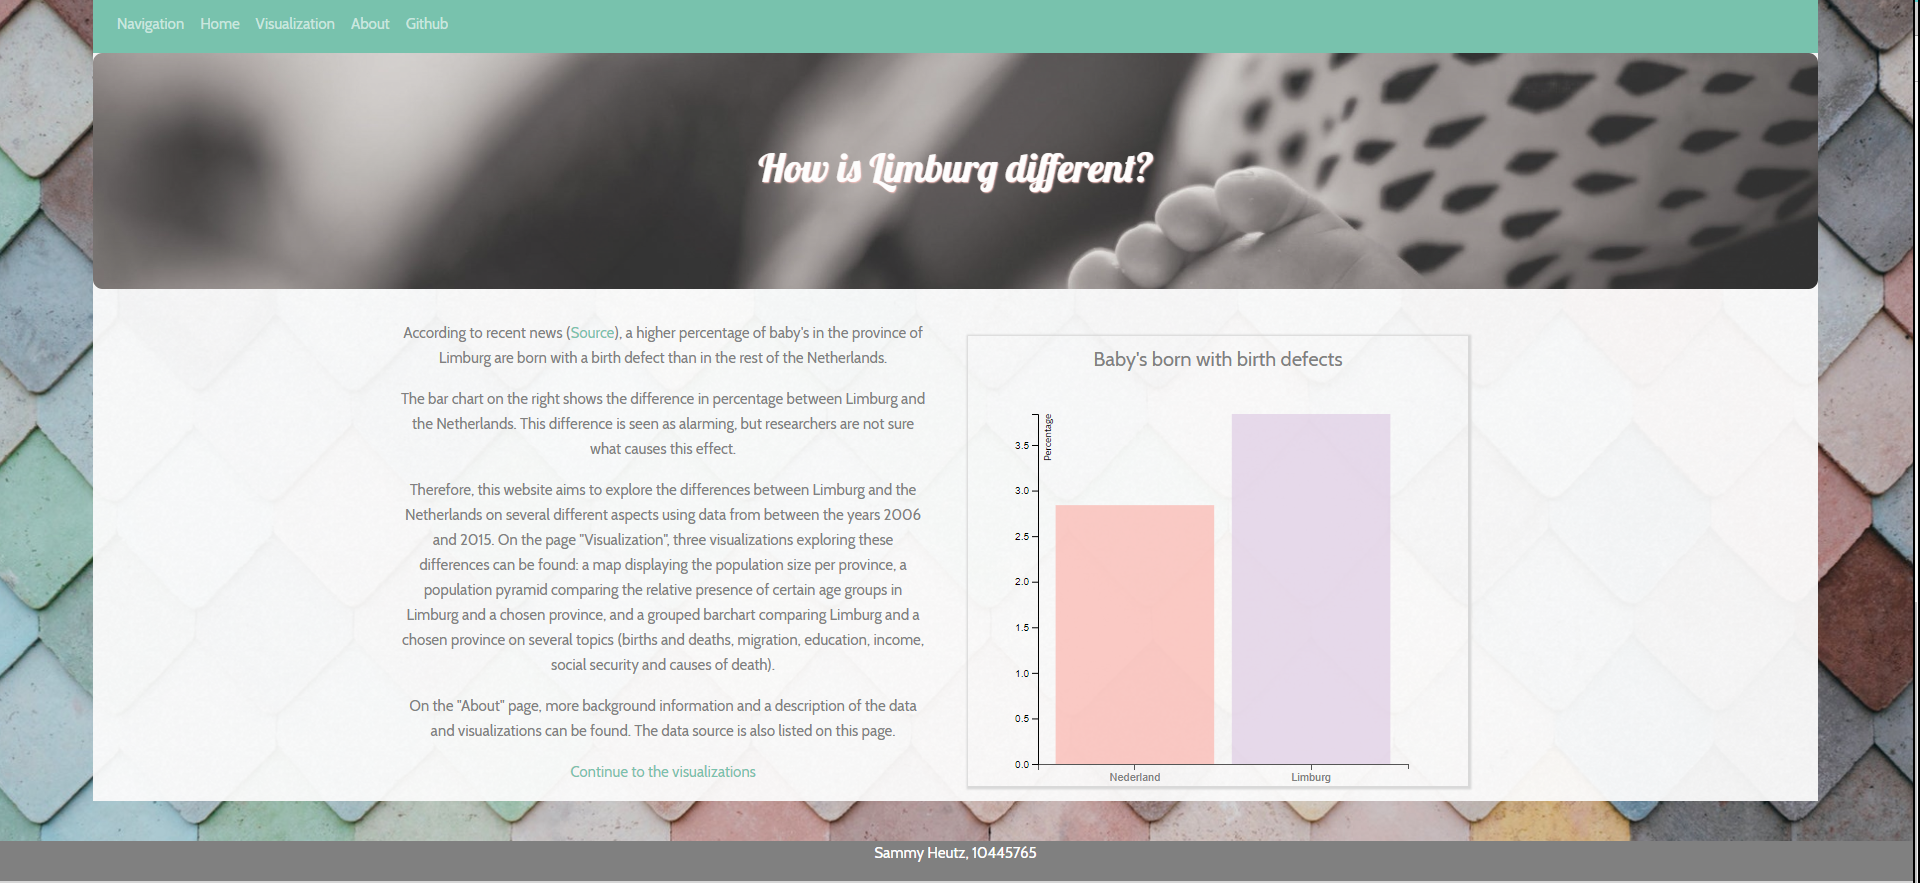 Navigation Home Visualization About Github
How is Limburg different?
According to recent news (Source), a higher percentage of baby's in the province of
Limburg are born with a birth defect than in the rest of the Netherlands.
The bar chart on the right shows the difference in percentage between Limburg and
the Netherlands. This difference is seen as alarming, but researchers are not sure
what causes this effect.
Therefore, this website aims to explore the differences between Limburg and the
Netherlands on several different aspects using data from between the years 2006
and 2015. On the page "Visualization", three visualizations exploring these
differences can be found: a map displaying the population size per province, a
population pyramid comparing the relative presence of certain age groups in
Limburg and a chosen province, and a grouped barchart comparing Limburg and a
chosen province on several topics (births and deaths, migration, education, income,
social security and causes of death).
On the "About" page, more background information and a description of the data
and visualizations can be found. The data source is also listed on this page.
Continue to the visualizations
Baby's born with birth defects
Percentage
3.5
3.0
2.5
2.0
1.5
1.0
0.5
0.0
Nederland Limburg
Sammy Heutz, 10445765